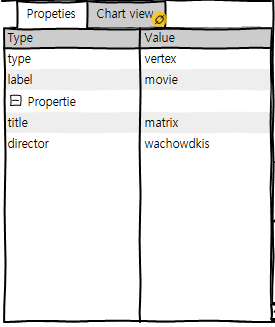 Propeties Chart view
Type Value
type vertex
label movie
Propertie
title matrix
director wachowdkis